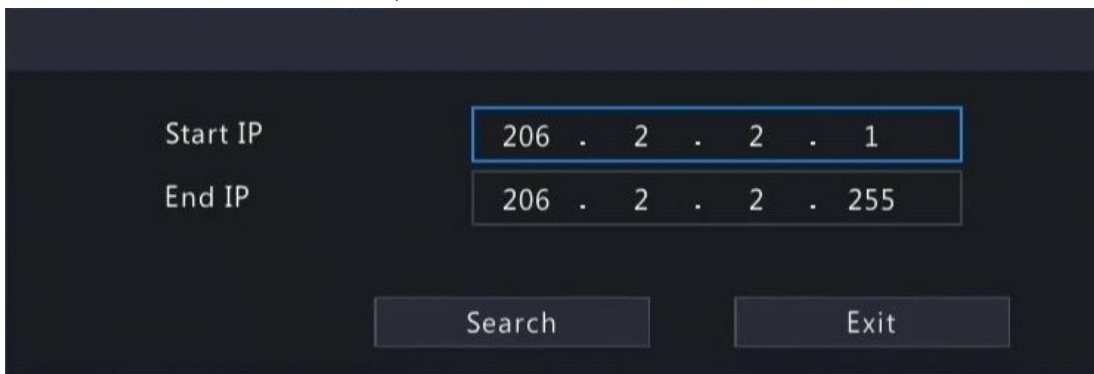 Start IP 206 . 2 . 2 . 1
End IP 206 . 2 . 2 . 255
Search Exit